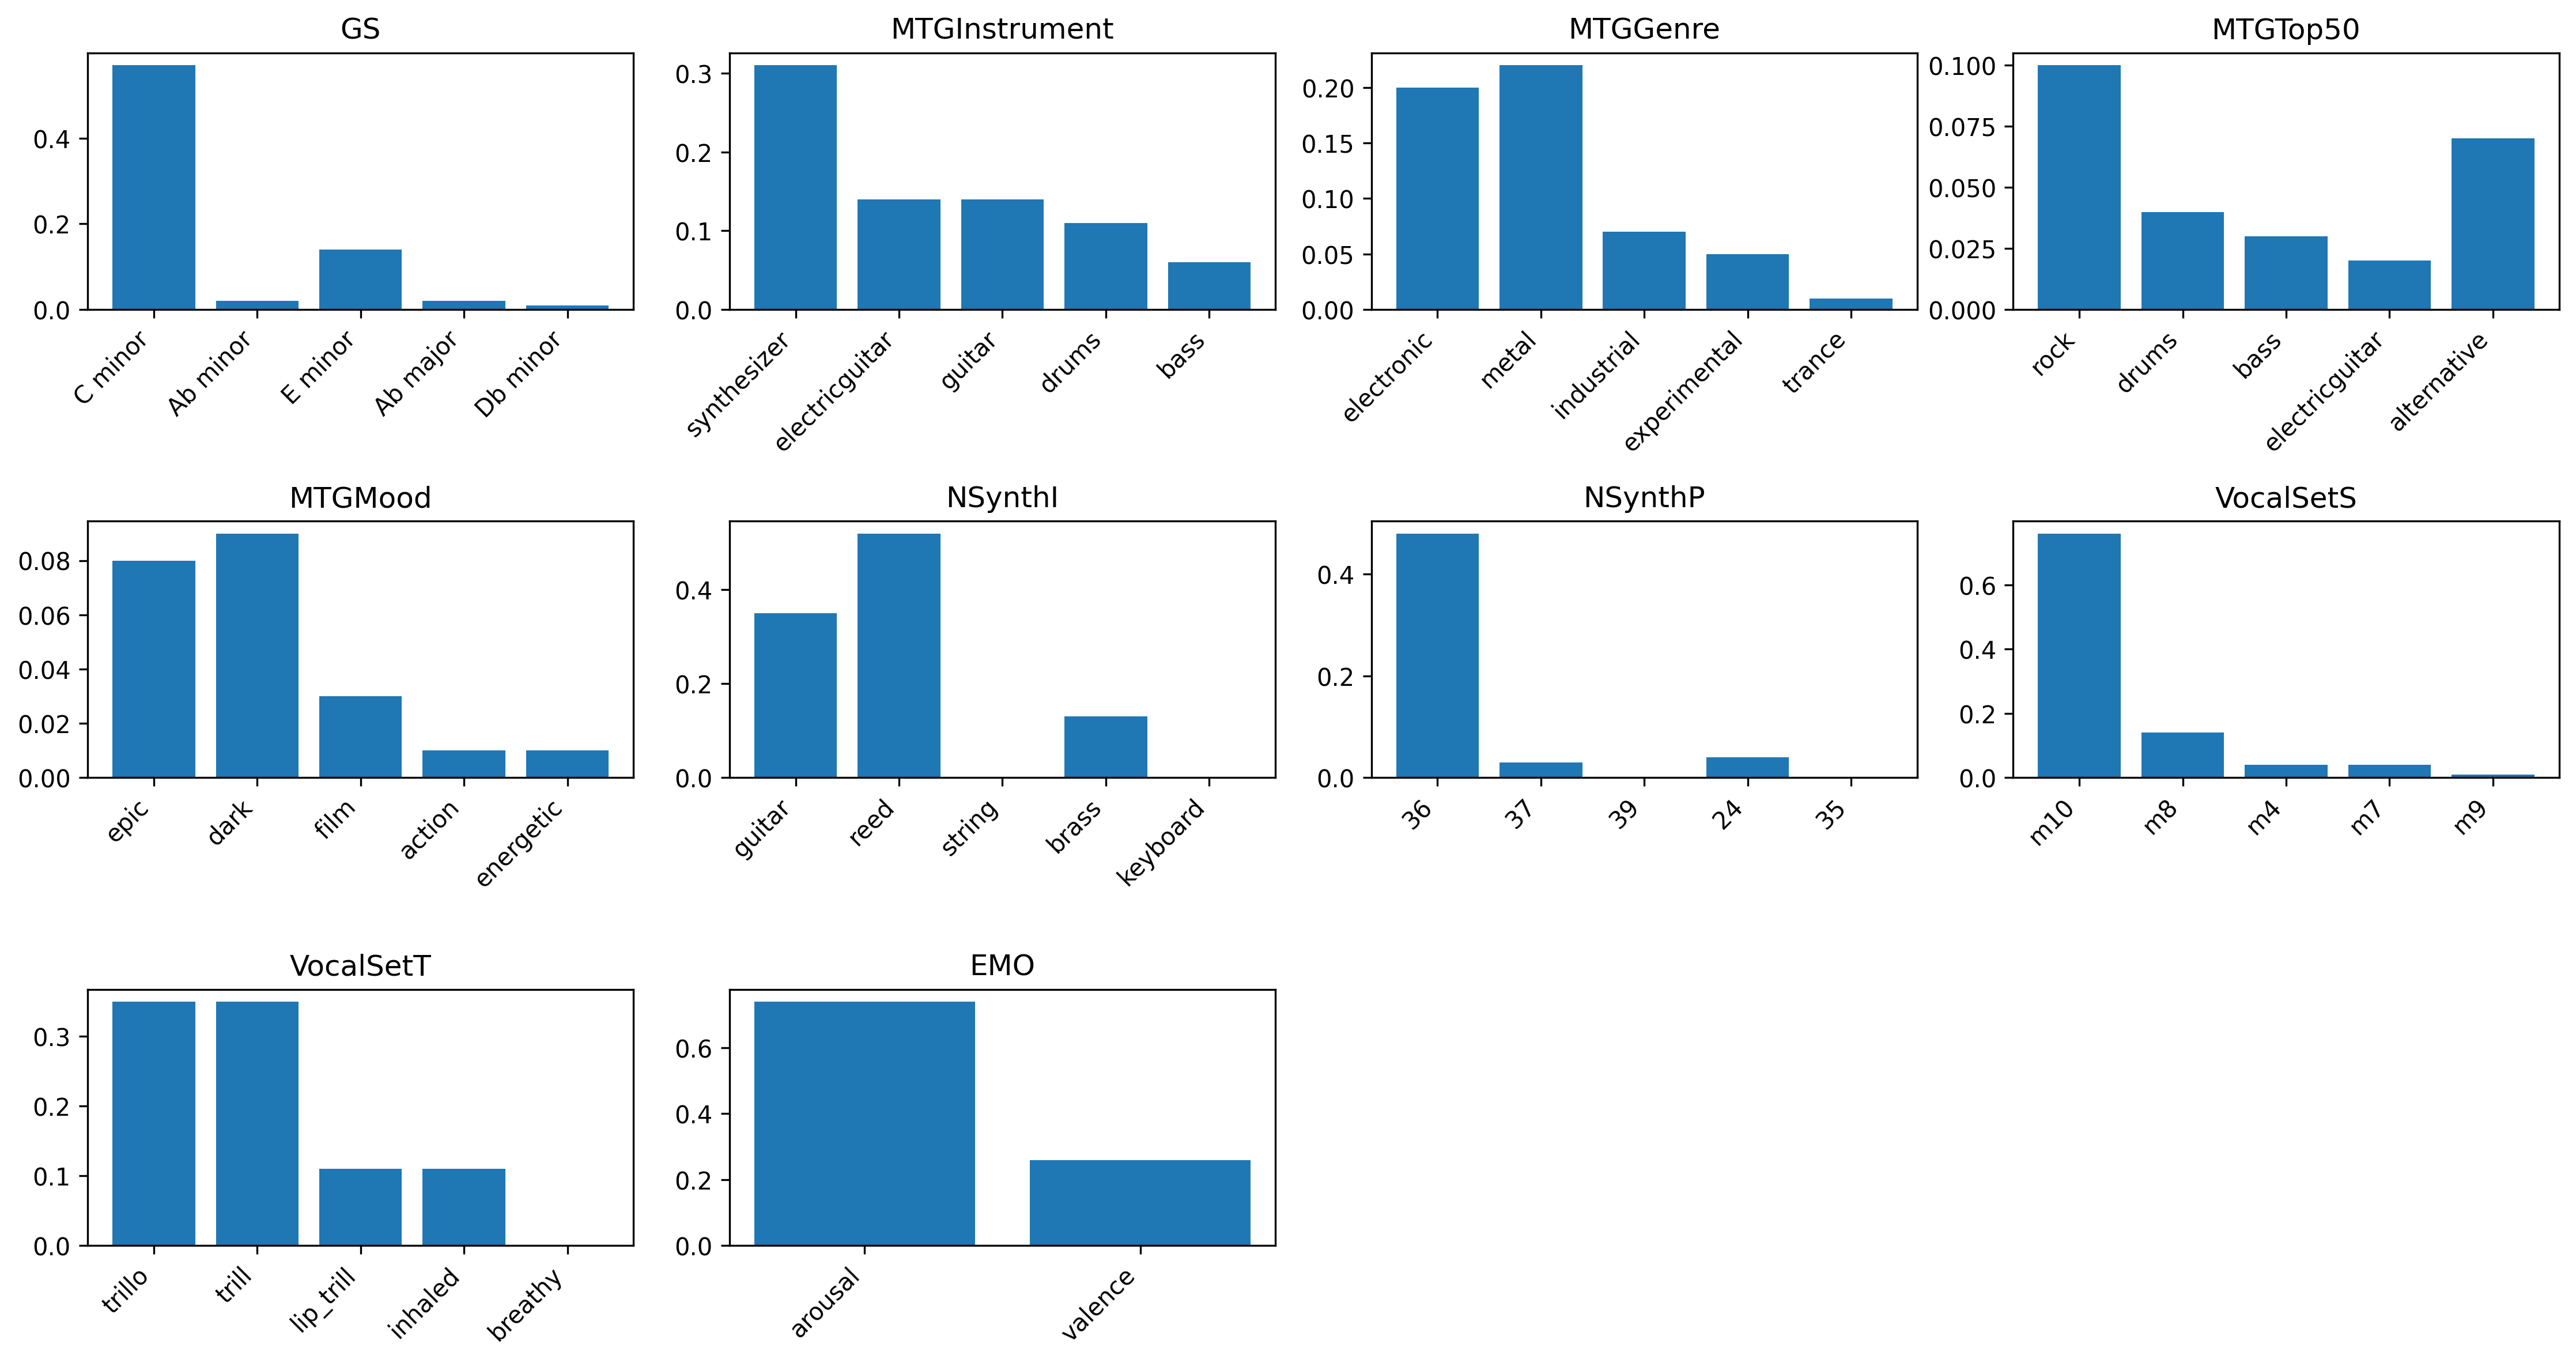 GS
0.4
0.2
0.0
C minor
Ab minor
E minor
Ab major
Db minor
MTGInstrument
0.3
0.2
0.1
0.0
synthesizer
electricguitar
guitar
drums
bass
MTGGenre
0.20
0.15
0.10
0.05
0.00
electronic
metal
industrial
experimental
trance
MTGTop50
0.100
0.075
0.050
0.025
0.000
rock
drums
bass
electricguitar
alternative
MTGMood
0.08
0.06
0.04
0.02
0.00
epic
dark
film
action
energetic
NSynthI
0.4
0.2
0.0
guitar
reed
string
brass
keyboard
NSynthP
0.4
0.2
0.0
36
37
39
24
35
VocalSetS
0.6
0.4
0.2
0.0
m10
m8
m4
m7
m9
VocalSetT
0.3
0.2
0.1
0.0
trillo
trill
lip_trill
inhaled
breathy
EMO
0.6
0.4
0.2
0.0
arousal
valence